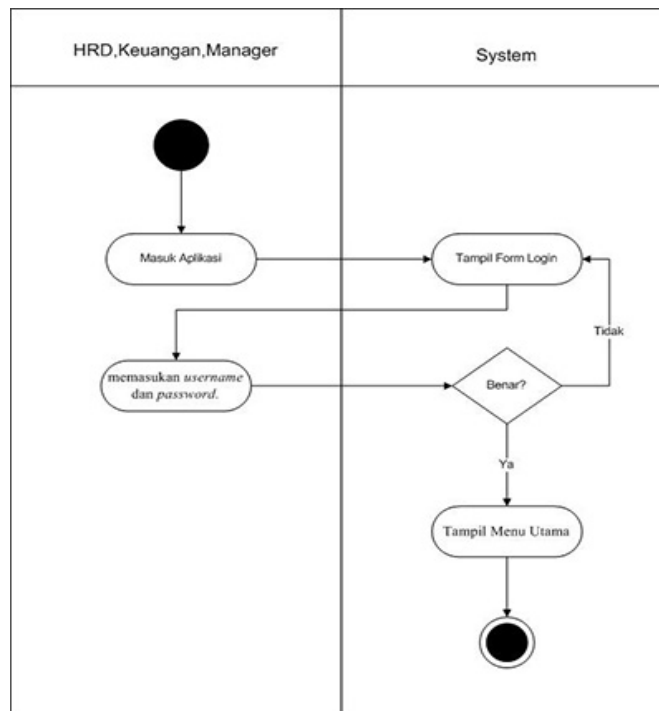 HRD,Keuangan,Manager
System
Masuk Aplikasi
Tampil Form Login
Tidak
memasukan username
dan password.
Benar?
Ya
Tampil Menu Utama